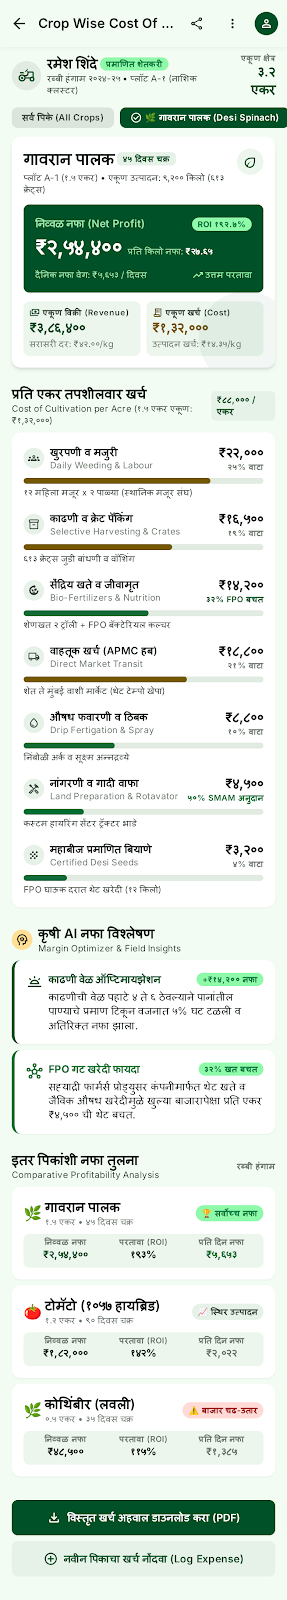 Crop Wise Cost Of ...
रमेश शिंदे प्रमाणित शेतकरी
रब्बी हंगाम २०२४-२५ • प्लॉट A-१ (नाशिक क्लस्टर)
एकूण क्षेत्र
३.२ एकर
सर्व पिके (All Crops)
गावरान पालक (Desi Spinach)
गावरान पालक ४५ दिवस चक्र
प्लॉट A-1 (१.५ एकर) • एकूण उत्पादन: ९,२०० किलो (६१३ क्रेट्स)
निव्वळ नफा (Net Profit)
ROI १९२.७%
₹२,५४,४०० प्रति किलो नफा: ₹२७.६५
दैनिक नफा वेग: ₹५,६५३ / दिवस
उत्तम परतावा
एकूण विक्री (Revenue)
₹३,८६,४००
सरासरी दर: ₹४२.००/kg
एकूण खर्च (Cost)
₹१,३२,०००
उत्पादन खर्च: ₹१४.३५/kg
प्रति एकर तपशीलवार खर्च
Cost of Cultivation per Acre (१.५ एकर एकूण: ₹१,३२,०००)
₹८८,००० / एकर
खुरपणी व मजुरी
Daily Weeding & Labour
₹२२,०००
२५% वाटा
१२ महिला मजूर x २ पाळ्या (स्थानिक मजूर संघ)
काढणी व क्रेट पॅकिंग
Selective Harvesting & Crates
₹१६,५००
१९% वाटा
६१३ क्रेट्स जुडी बांधणी व वॉशिंग
सेंद्रिय खते व जीवामृत
Bio-Fertilizers & Nutrition
₹१४,२००
३२% FPO बचत
शेणखत २ ट्रॉली + FPO बॅक्टेरियल कल्चर
वाहतूक खर्च (APMC हब)
Direct Market Transit
₹१८,८००
२१% वाटा
शेत ते मुंबई वाशी मार्केट (थेट टेम्पो खेपा)
औषध फवारणी व ठिबक
Drip Fertigation & Spray
₹८,८००
१०% वाटा
निंबोळी अर्क व सूक्ष्म अन्नद्रव्ये
नांगरणी व गादी वाफा
Land Preparation & Rotavator
₹४,५००
५०% SMAM अनुदान
कस्टम हायरिंग सेंटर ट्रॅक्टर भाडे
महाबीज प्रमाणित बियाणे
Certified Desi Seeds
₹३,२००
४% वाटा
FPO घाऊक दरात थेट खरेदी (१२ किलो)
कृषी AI नफा विश्लेषण
Margin Optimizer & Field Insights
काढणी वेळ ऑप्टिमायझेशन
+₹१४,२०० नफा
काढणीची वेळ पहाटे ४ ते ६ ठेवल्याने पानांतील
पाण्याचे प्रमाण टिकून वजनात ५% घट टळली व
अतिरिक्त नफा झाला.
FPO गट खरेदी फायदा
३२% खत बचत
सह्याद्री फार्मर्स प्रोड्युसर कंपनीमार्फत थेट खते व
जैविक औषध खरेदीमुळे खुल्या बाजारापेक्षा प्रति एकर
₹४,५०० ची थेट बचत.
इतर पिकांशी नफा तुलना
Comparative Profitability Analysis
रब्बी हंगाम
गावरान पालक
१.५ एकर • ४५ दिवस चक्र
🏆 सर्वोच्च नफा
निव्वळ नफा परतावा (ROI) प्रति दिन नफा
₹२,५४,४०० १९३% ₹५,६५३
टोमॅटो (१०५७ हायब्रिड)
१.२ एकर • ९० दिवस चक्र
📈 स्थिर उत्पादन
निव्वळ नफा परतावा (ROI) प्रति दिन नफा
₹१,८२,००० १४२% ₹२,०२२
कोथिंबीर (लवली)
०.५ एकर • ३५ दिवस चक्र
⚠️ बाजार चढ-उतार
निव्वळ नफा परतावा (ROI) प्रति दिन नफा
₹४८,५०० ११५% ₹१,३८५
विस्तृत खर्च अहवाल डाउनलोड करा (PDF)
नवीन पिकाचा खर्च नोंदवा (Log Expense)